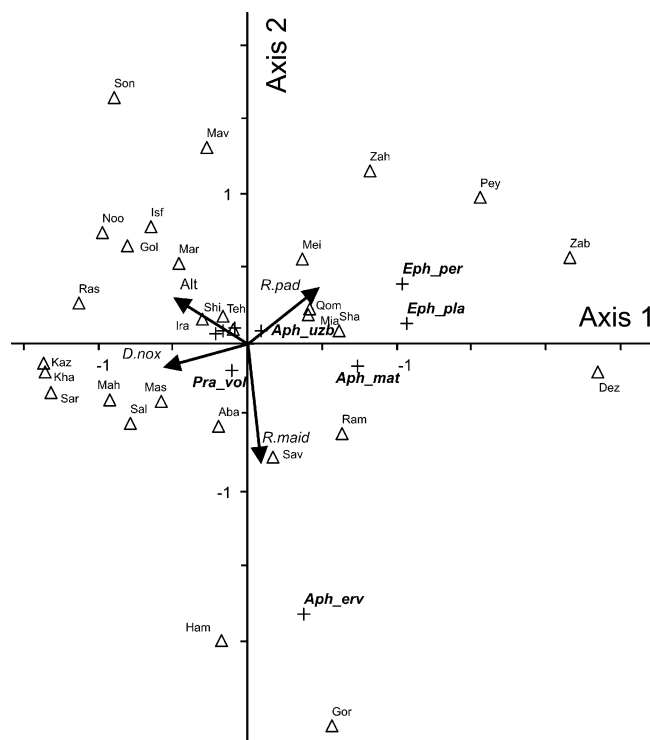 Axis 2
Son
Mav
Zah
Pey
1
Noo
Isf
Gol
Mar
Mei
Zab
Alt
R.pad
Eph_per
Ras
Shi
Teh
Qom
Eph_pla
Ira
Mia
Sha
Aph_uzb
Axis 1
D.nox
Kaz
-1
1
Kha
Pra_vol
Aph_mat
Sar
Mah
Mas
Dez
Sal
Aba
Ram
R.maid
Sav
-1
Aph_erv
Ham
Gor